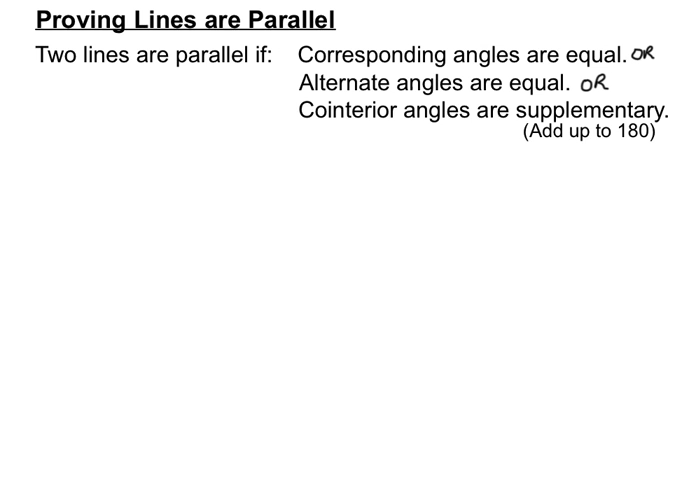 Proving Lines are Parallel
Two lines are parallel if: Corresponding angles are equal. OR
Alternate angles are equal. OR
Cointerior angles are supplementary.
(Add up to 180)